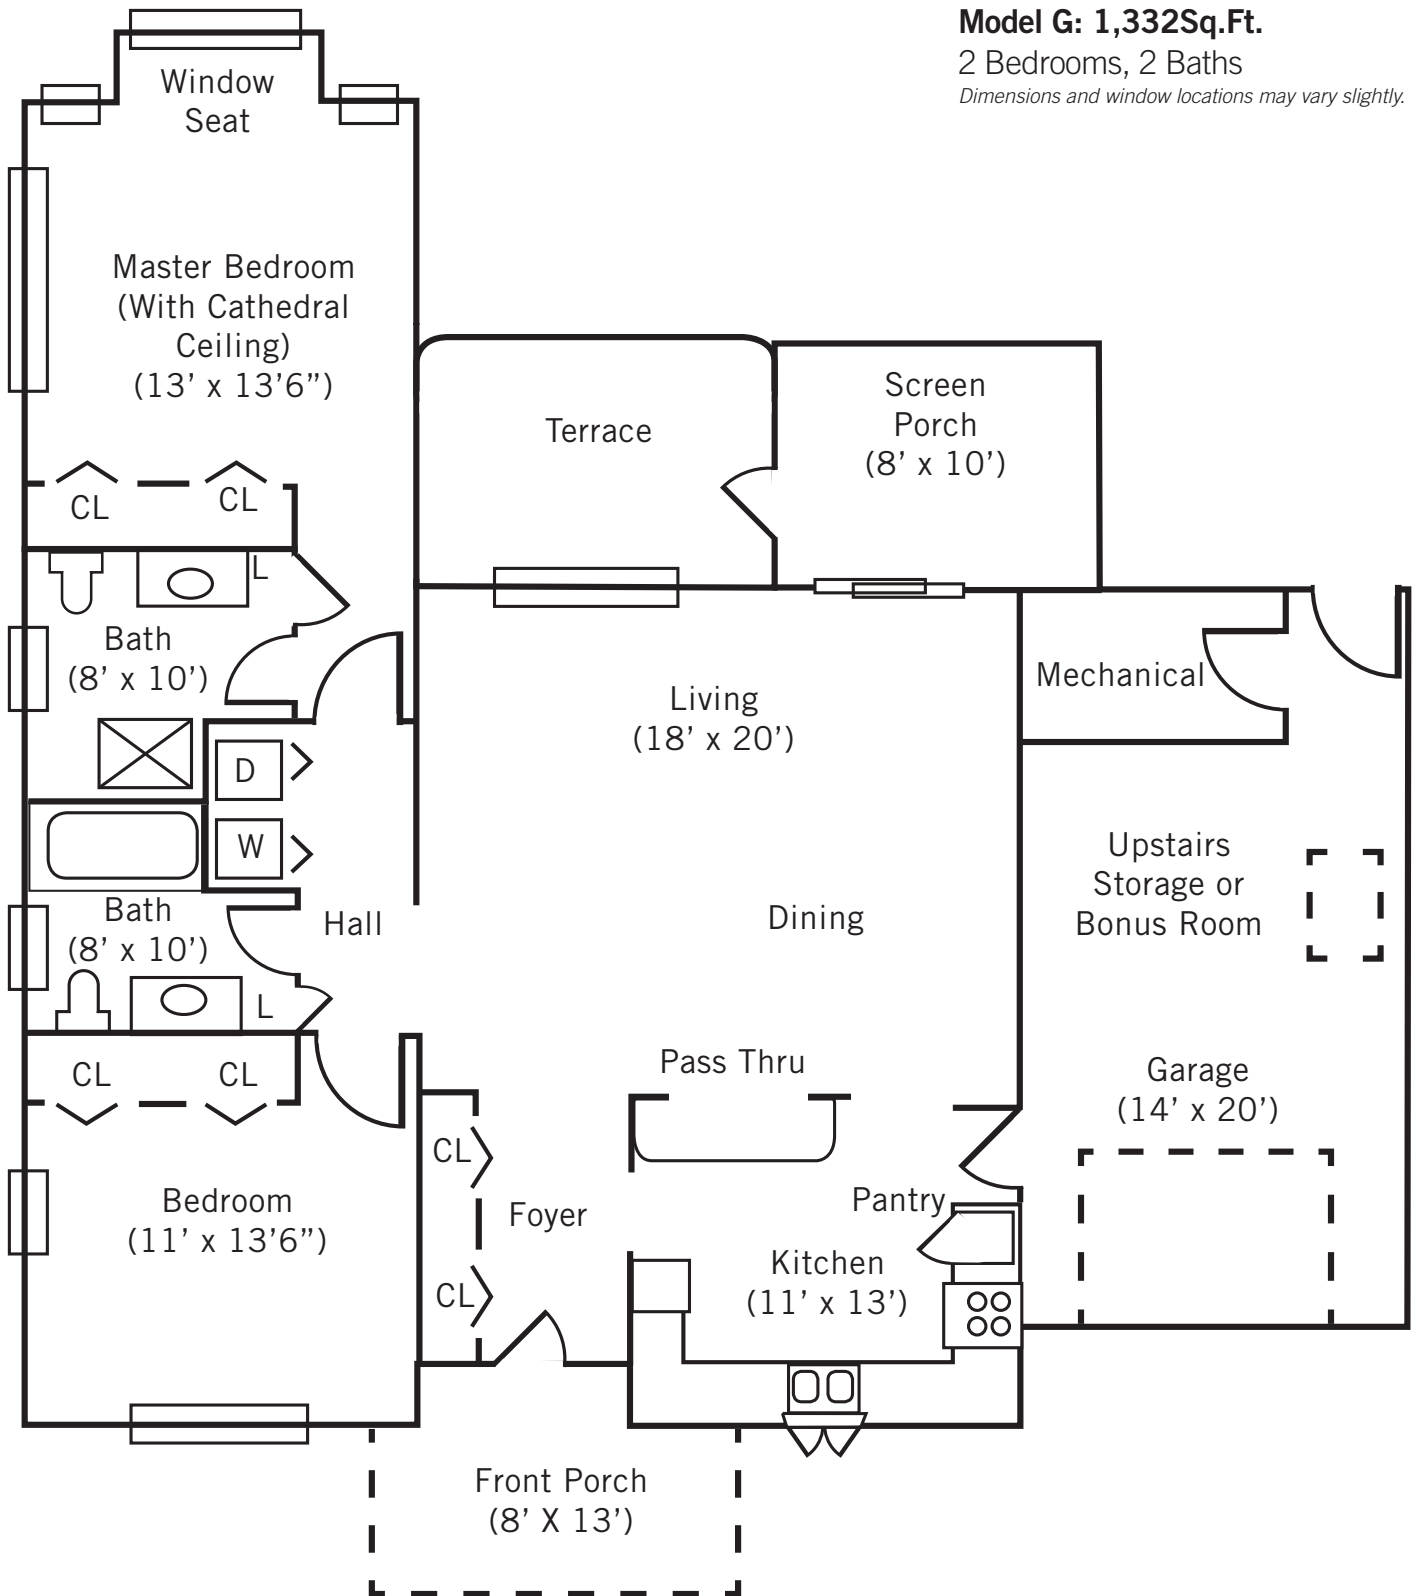 Model G: 1,332Sq.Ft.
2 Bedrooms, 2 Baths
Dimensions and window locations may vary slightly.
Window
Seat
Master Bedroom
(With Cathedral
Ceiling)
(13’ x 13’6”)
Terrace
Screen
Porch
(8’ x 10’)
CL
CL
L
Bath
(8’ x 10’)
Living
(18’ x 20’)
Mechanical
D
W
Upstairs
Storage or
Bonus Room
Bath
(8’ x 10’)
Hall
Dining
L
CL
CL
Pass Thru
Garage
(14’ x 20’)
CL
Bedroom
(11’ x 13’6”)
Foyer
Pantry
CL
Kitchen
(11’ x 13’)
Front Porch
(8’ X 13’)